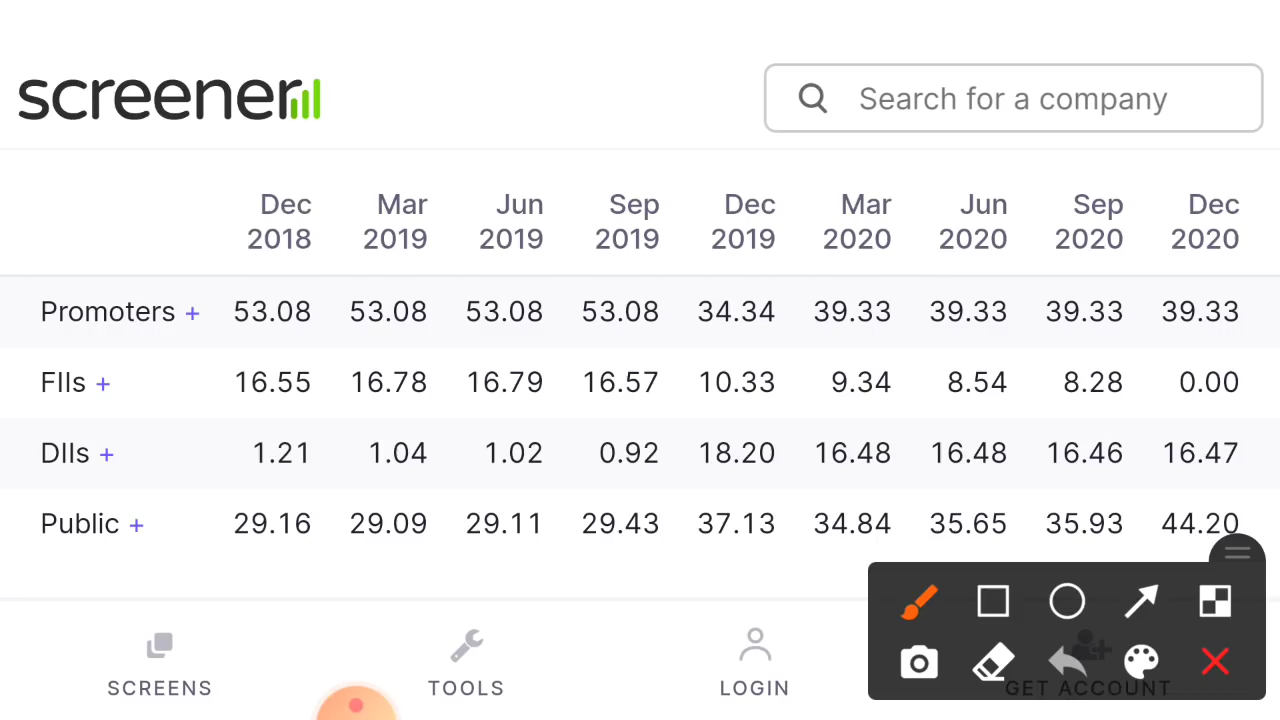 screener
Search for a company
Dec 2018 Mar 2019 Jun 2019 Sep 2019 Dec 2019 Mar 2020 Jun 2020 Sep 2020 Dec 2020
Promoters + 53.08 53.08 53.08 53.08 34.34 39.33 39.33 39.33 39.33
FIIs + 16.55 16.78 16.79 16.57 10.33 9.34 8.54 8.28 0.00
DIIs + 1.21 1.04 1.02 0.92 18.20 16.48 16.48 16.46 16.47
Public + 29.16 29.09 29.11 29.43 37.13 34.84 35.65 35.93 44.20
SCREENS TOOLS LOGIN GET ACCOUNT